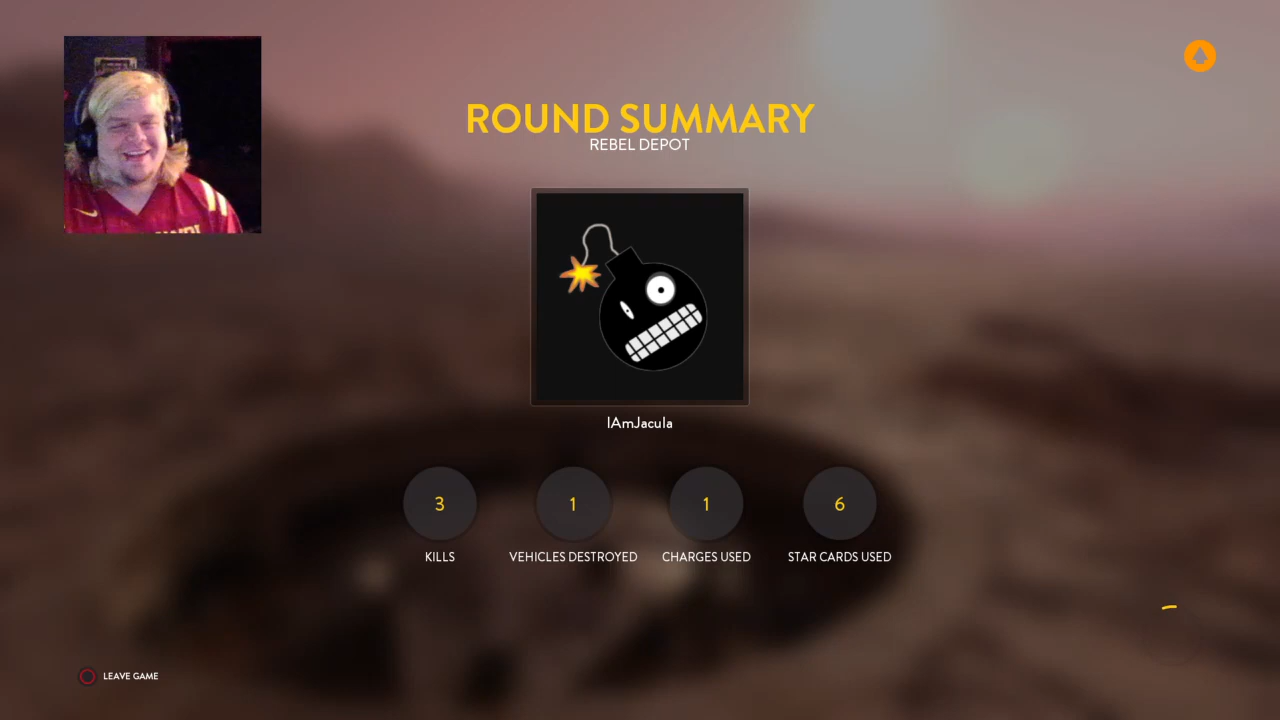 ROUND SUMMARY
REBEL DEPOT
IAmJacula
3 1 1 6
KILLS VEHICLES DESTROYED CHARGES USED STAR CARDS USED
LEAVE GAME